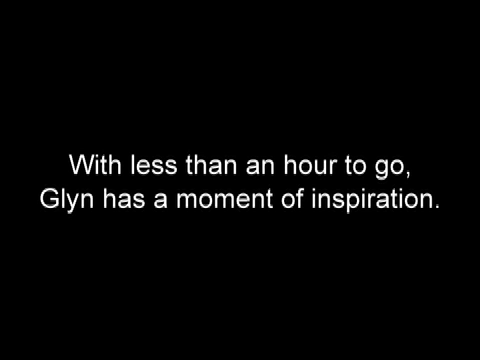 With less than an hour to go,
Glyn has a moment of inspiration.